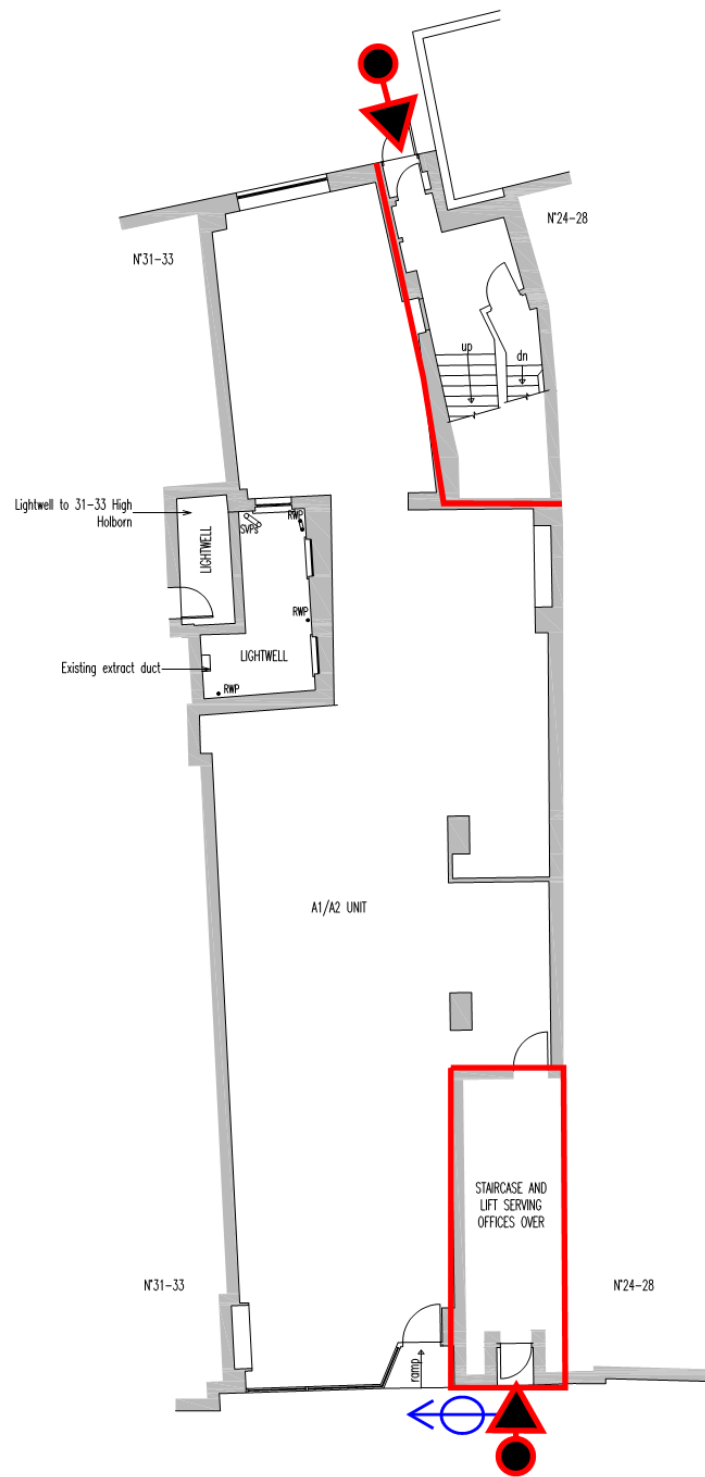 N°31-33
N°24-28
up
dn
Lightwell to 31-33 High
Holborn
LIGHTWELL
SVPs
RWP
RWP
LIGHTWELL
Existing extract duct
RWP
A1/A2 UNIT
STAIRCASE AND
LIFT SERVING
OFFICES OVER
N°31-33
N°24-28
ramp